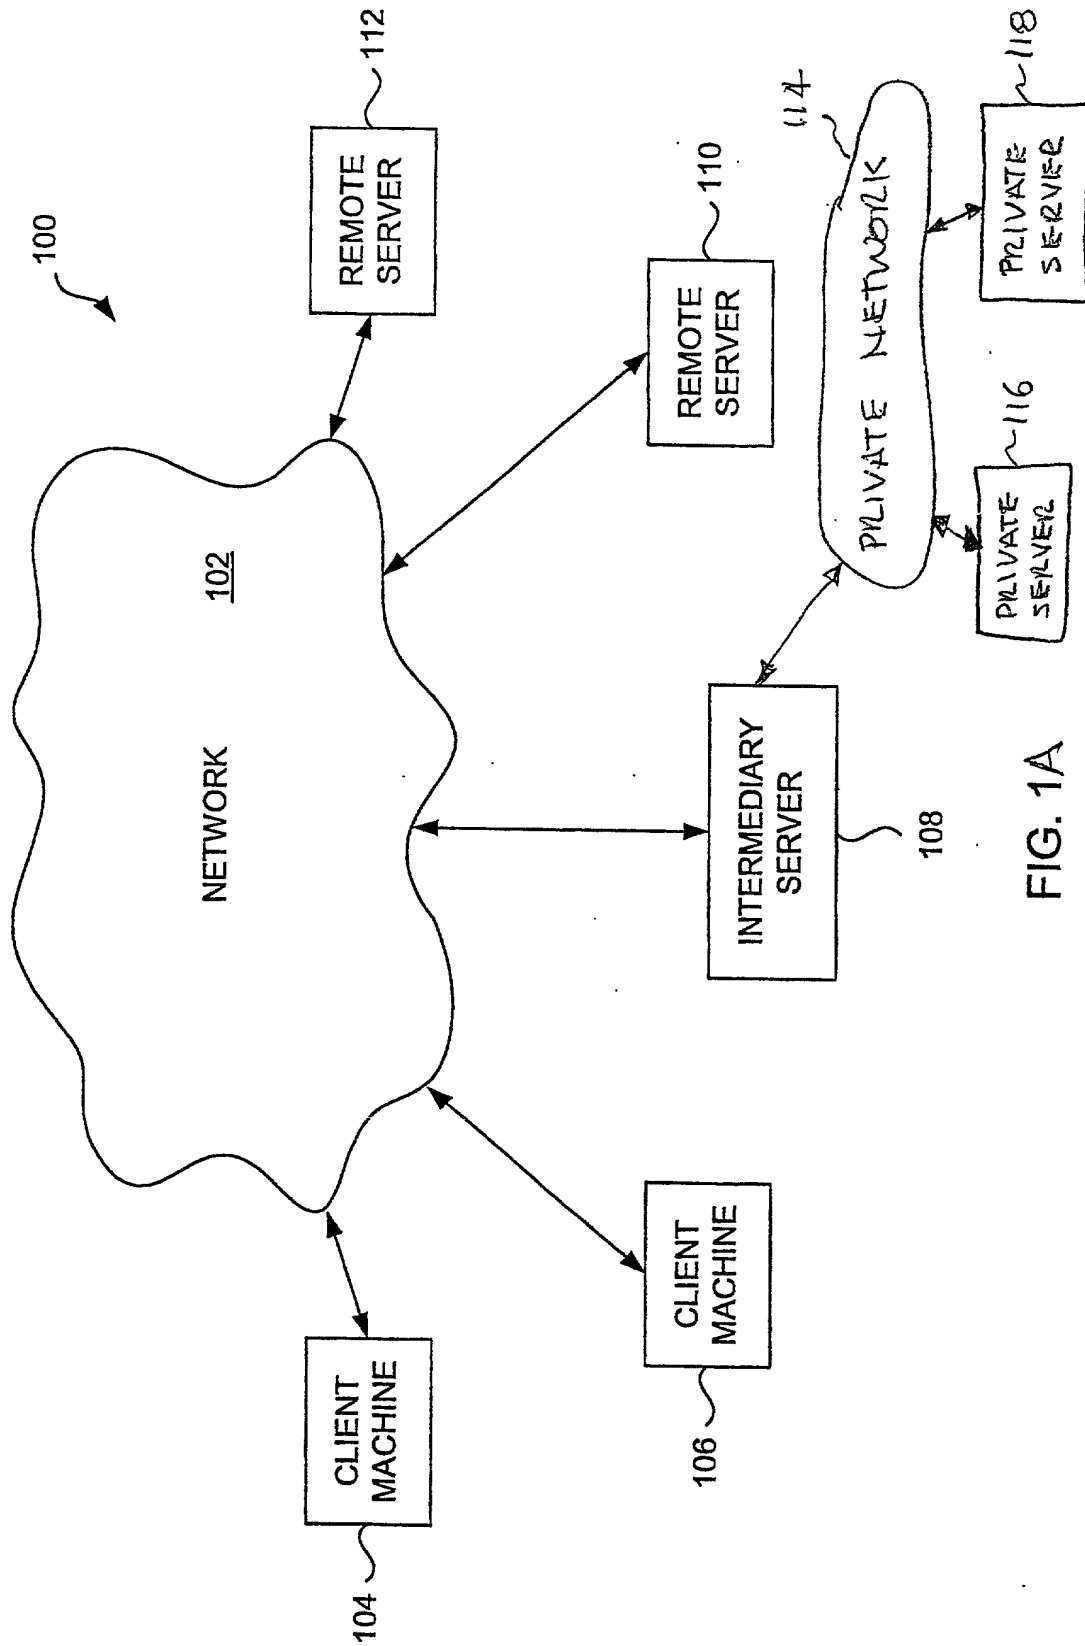 100
NETWORK
102
REMOTE
SERVER
112
REMOTE
SERVER
110
CLIENT
MACHINE
104
CLIENT
MACHINE
106
INTERMEDIARY
SERVER
108
PRIVATE NETWORK
114
PRIVATE
SERVER
116
PRIVATE
SERVER
118
FIG. 1A